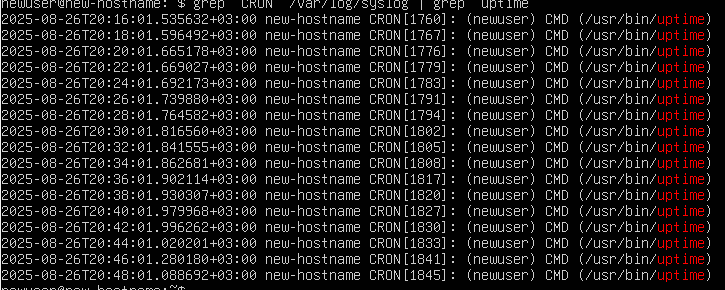 newuser@new-hostname:~$ grep "CRON" /var/log/syslog | grep "uptime"
2025-08-26T20:16:01.535632+03:00 new-hostname CRON[1760]: (newuser) CMD (/usr/bin/uptime)
2025-08-26T20:18:01.596492+03:00 new-hostname CRON[1767]: (newuser) CMD (/usr/bin/uptime)
2025-08-26T20:20:01.665178+03:00 new-hostname CRON[1776]: (newuser) CMD (/usr/bin/uptime)
2025-08-26T20:22:01.669027+03:00 new-hostname CRON[1779]: (newuser) CMD (/usr/bin/uptime)
2025-08-26T20:24:01.692173+03:00 new-hostname CRON[1783]: (newuser) CMD (/usr/bin/uptime)
2025-08-26T20:26:01.739880+03:00 new-hostname CRON[1791]: (newuser) CMD (/usr/bin/uptime)
2025-08-26T20:28:01.764582+03:00 new-hostname CRON[1794]: (newuser) CMD (/usr/bin/uptime)
2025-08-26T20:30:01.816560+03:00 new-hostname CRON[1802]: (newuser) CMD (/usr/bin/uptime)
2025-08-26T20:32:01.841555+03:00 new-hostname CRON[1805]: (newuser) CMD (/usr/bin/uptime)
2025-08-26T20:34:01.862681+03:00 new-hostname CRON[1808]: (newuser) CMD (/usr/bin/uptime)
2025-08-26T20:36:01.902114+03:00 new-hostname CRON[1817]: (newuser) CMD (/usr/bin/uptime)
2025-08-26T20:38:01.930307+03:00 new-hostname CRON[1820]: (newuser) CMD (/usr/bin/uptime)
2025-08-26T20:40:01.979968+03:00 new-hostname CRON[1827]: (newuser) CMD (/usr/bin/uptime)
2025-08-26T20:42:01.996262+03:00 new-hostname CRON[1830]: (newuser) CMD (/usr/bin/uptime)
2025-08-26T20:44:01.020201+03:00 new-hostname CRON[1833]: (newuser) CMD (/usr/bin/uptime)
2025-08-26T20:46:01.280180+03:00 new-hostname CRON[1841]: (newuser) CMD (/usr/bin/uptime)
2025-08-26T20:48:01.088692+03:00 new-hostname CRON[1845]: (newuser) CMD (/usr/bin/uptime)
newuser@new-hostname:~$